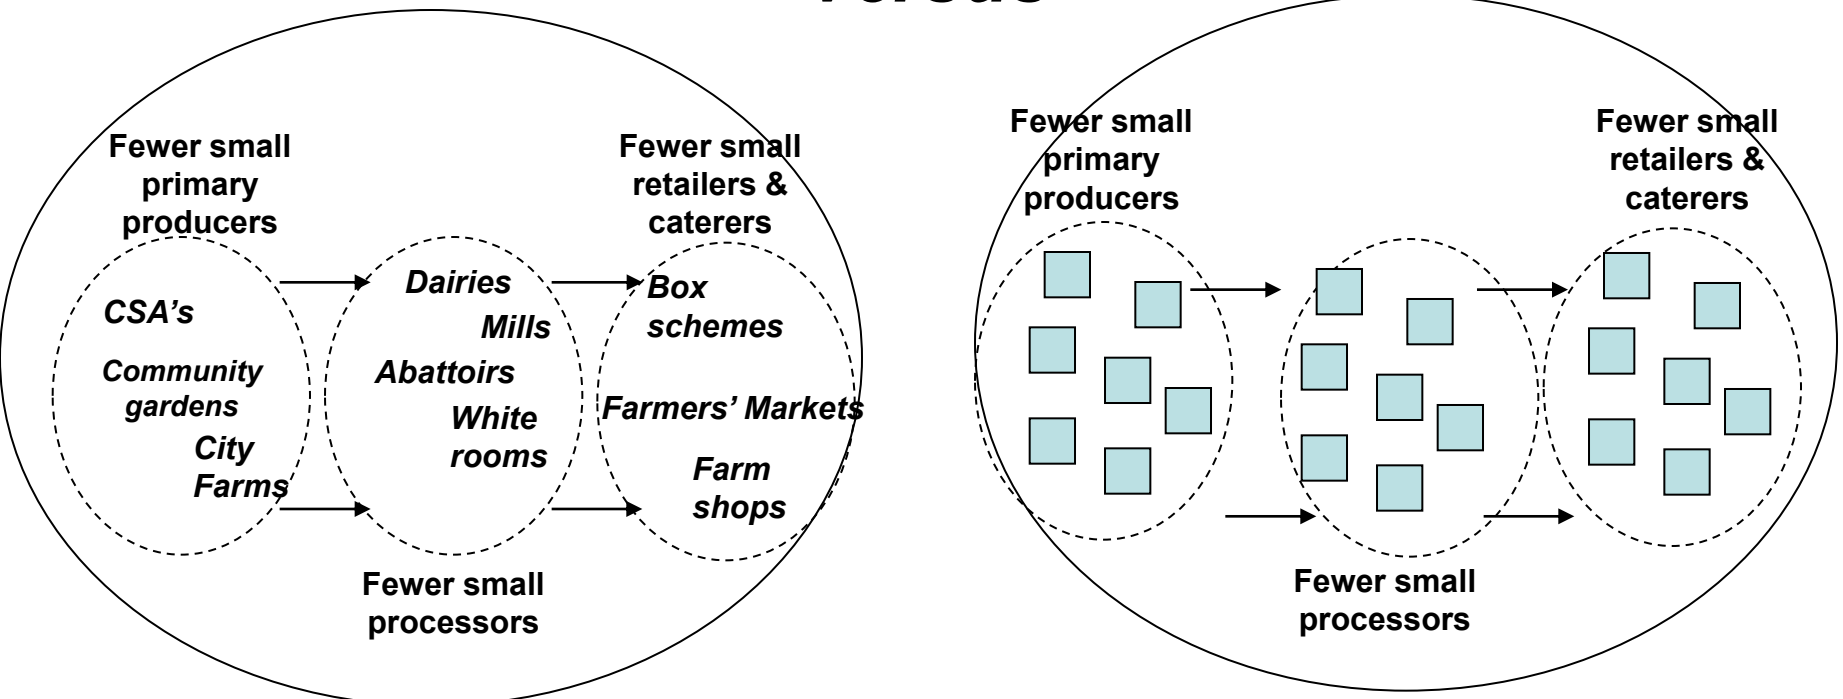 Fewer small
primary
producers
Fewer small
retailers &
caterers
CSA's
Community
gardens
City
Farms
Dairies
Mills
Abattoirs
White
rooms
Box
schemes
Farmers’ Markets
Farm
shops
Fewer small
processors
Fewer small
primary
producers
Fewer small
retailers &
caterers
Fewer small
processors